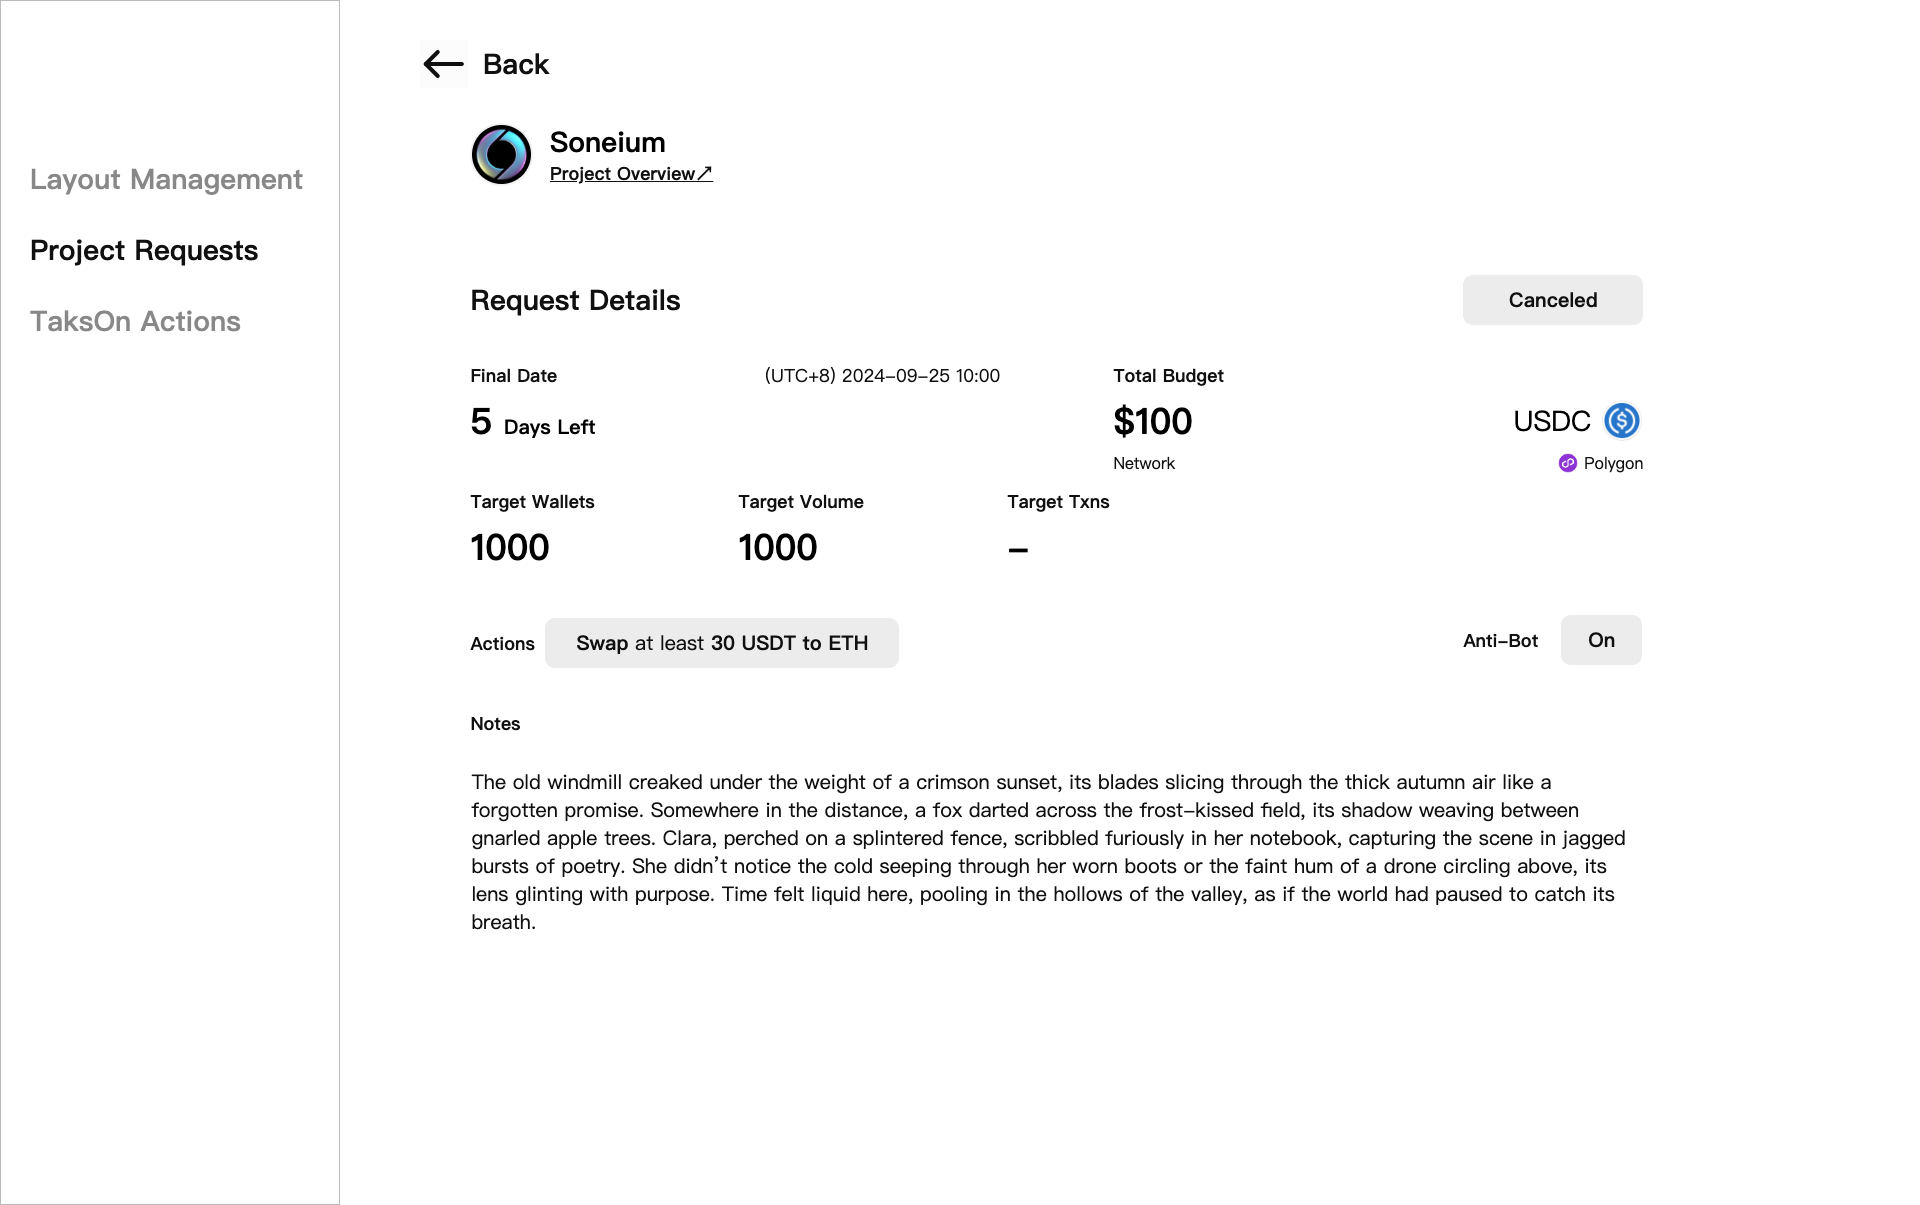 Back
Soneium
Project Overview↗
Layout Management
Project Requests
TaksOn Actions
Request Details
Canceled
Final Date
(UTC+8) 2024-09-25 10:00
5 Days Left
Total Budget
$100
USDC
Network
Polygon
Target Wallets
1000
Target Volume
1000
Target Txns
-
Actions
Swap at least 30 USDT to ETH
Anti-Bot
On
Notes
The old windmill creaked under the weight of a crimson sunset, its blades slicing through the thick autumn air like a
forgotten promise. Somewhere in the distance, a fox darted across the frost-kissed field, its shadow weaving between
gnarled apple trees. Clara, perched on a splintered fence, scribbled furiously in her notebook, capturing the scene in jagged
bursts of poetry. She didn't notice the cold seeping through her worn boots or the faint hum of a drone circling above, its
lens glinting with purpose. Time felt liquid here, pooling in the hollows of the valley, as if the world had paused to catch its
breath.